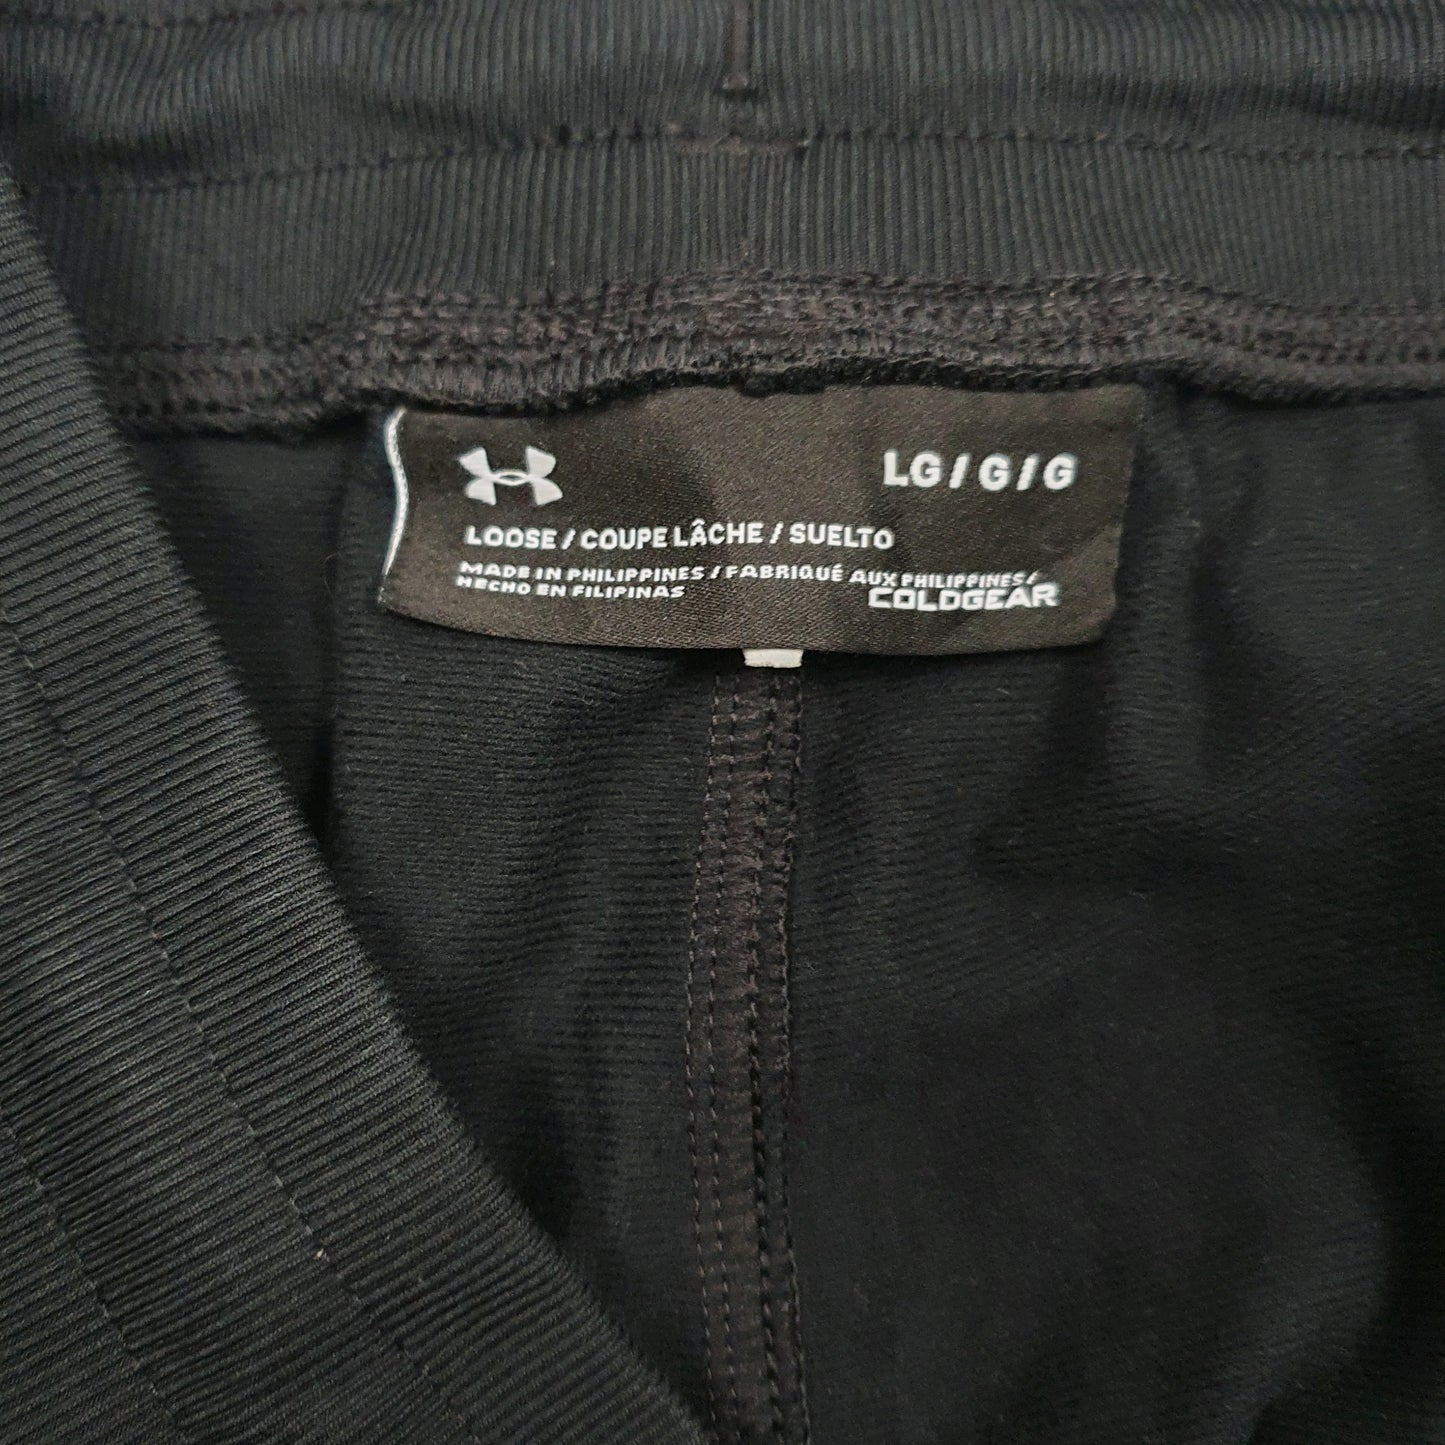 LG / G / G
LOOSE / COUPE LÂCHE / SUELTO
MADE IN PHILIPPINES / FABRIQUÉ AUX PHILIPPINES /
HECHO EN FILIPINAS
COLDGEAR